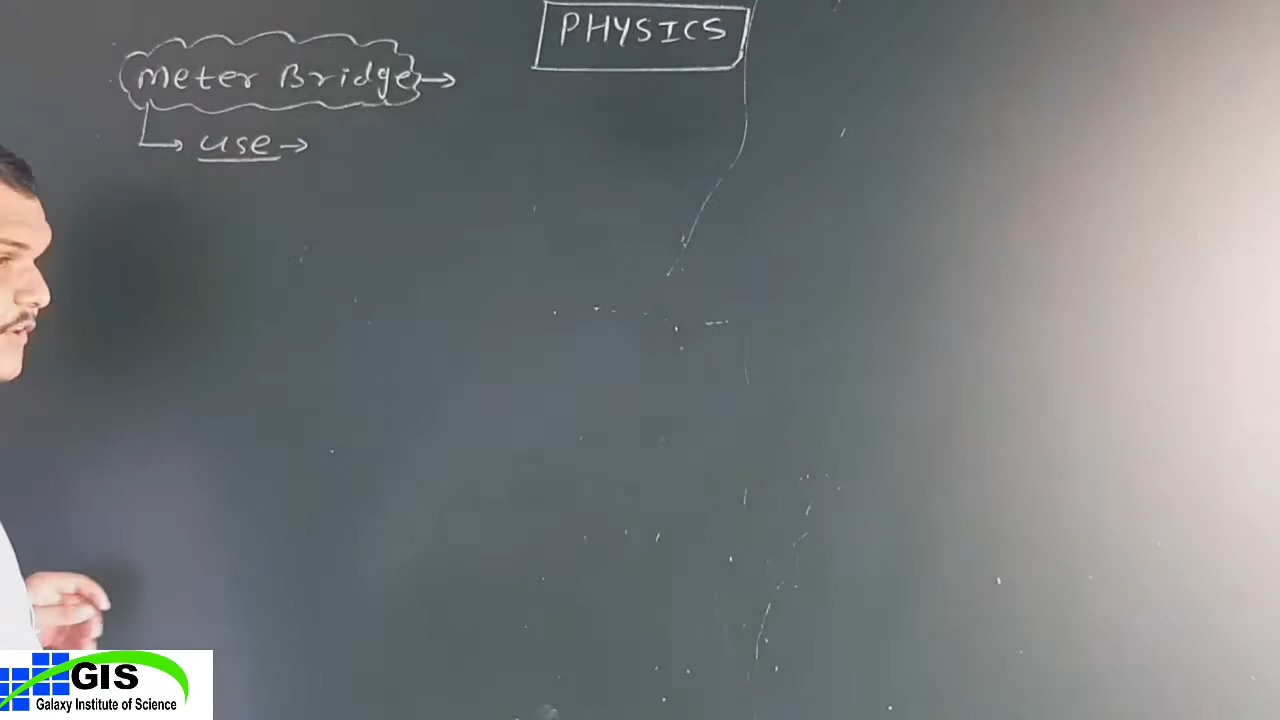 PHYSICS
Meter Bridge →
use →
GIS
Galaxy Institute of Science